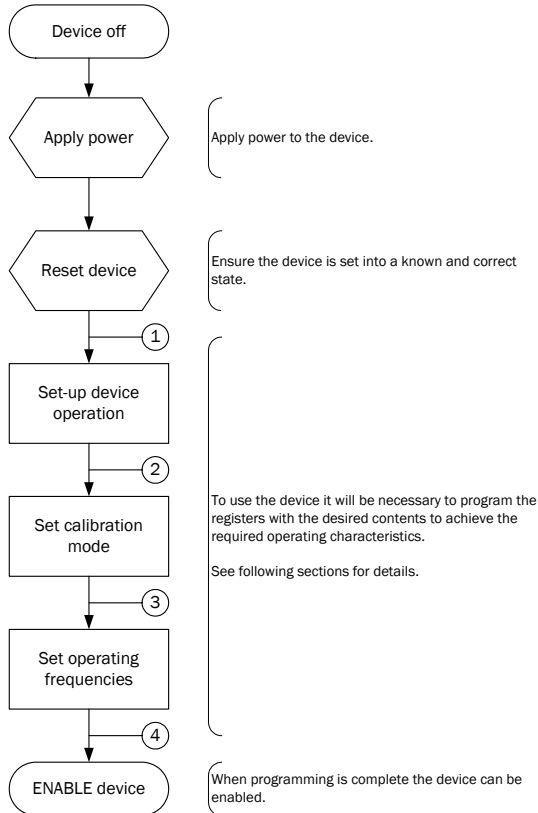 Device off
Apply power
Apply power to the device.
Reset device
Ensure the device is set into a known and correct
state.
1
Set-up device
operation
2
Set calibration
mode
To use the device it will be necessary to program the
registers with the desired contents to achieve the
required operating characteristics.
See following sections for details.
3
Set operating
frequencies
4
ENABLE device
When programming is complete the device can be
enabled.